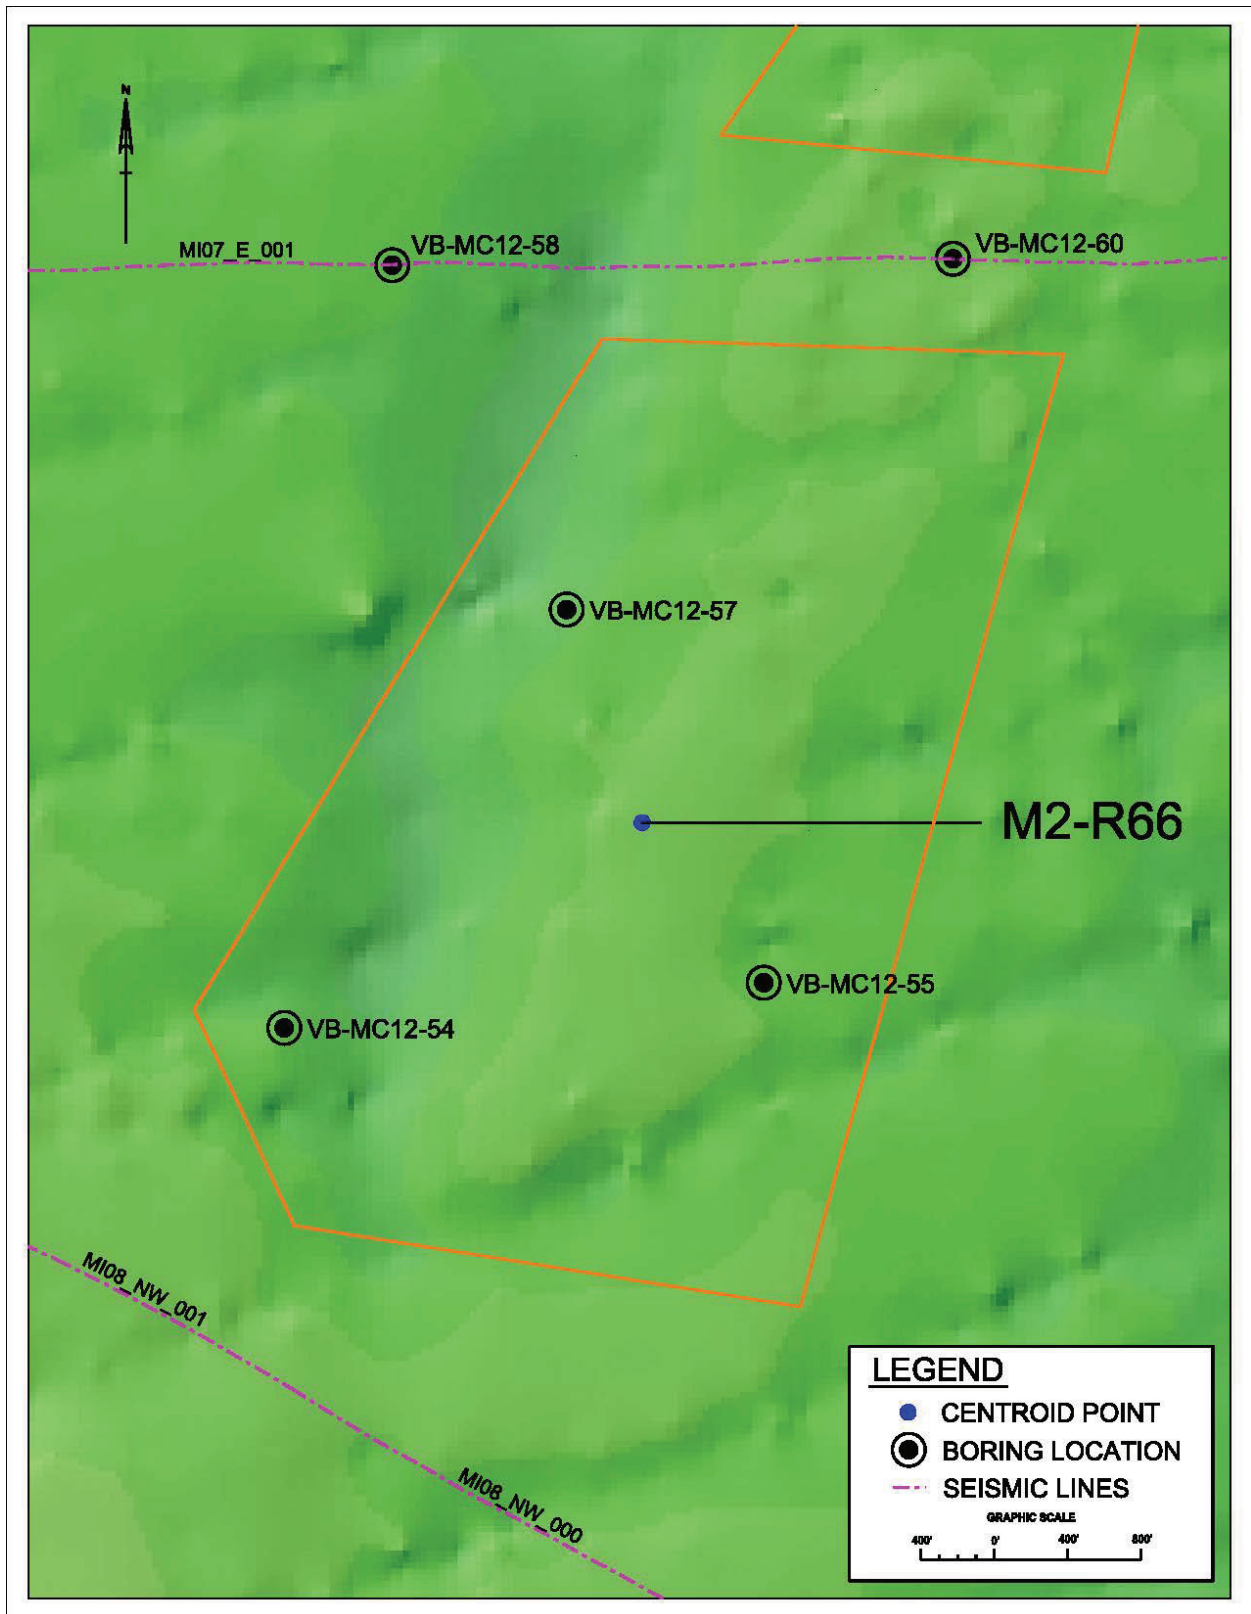 N
MI07_E_001
VB-MC12-58
VB-MC12-60
VB-MC12-57
M2-R66
VB-MC12-55
VB-MC12-54
MI08_NW_001
MI08_NW_000
LEGEND
CENTROID POINT
BORING LOCATION
SEISMIC LINES
GRAPHIC SCALE
400' 0' 400' 800'